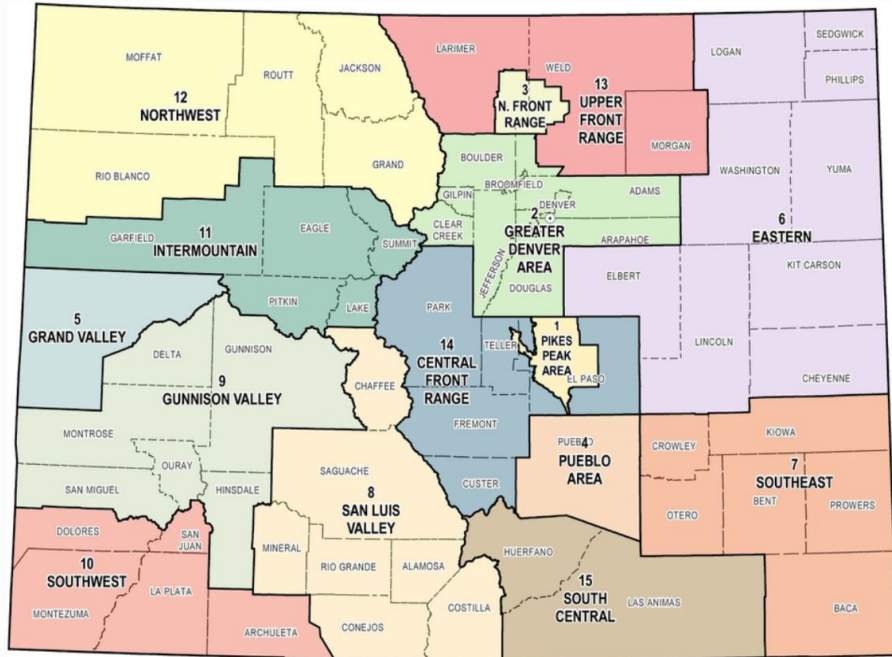 MOFFAT
ROUTT
JACKSON
12
NORTHWEST
RIO BLANCO
GRAND
LARIMER
WELD
3
N. FRONT
RANGE
13
UPPER
FRONT
RANGE
MORGAN
LOGAN
SEDGWICK
PHILLIPS
WASHINGTON
YUMA
6
EASTERN
ELBERT
KIT CARSON
LINCOLN
CHEYENNE
BOULDER
BROOMFIELD
GILPIN
CLEAR
CREEK
JEFFERSON
DENVER
ADAMS
ARAPAHOE
DOUGLAS
2
GREATER
DENVER
AREA
GARFIELD
11
INTERMOUNTAIN
EAGLE
SUMMIT
PITKIN
LAKE
5
GRAND VALLEY
DELTA
GUNNISON
9
GUNNISON VALLEY
MONTROSE
OURAY
SAN MIGUEL
HINSDALE
CHAFFEE
PARK
14
CENTRAL
FRONT
RANGE
TELLER
1
PIKES
PEAK
AREA
EL PASO
FREMONT
CUSTER
PUEBLO
4
PUEBLO
AREA
CROWLEY
KIOWA
7
SOUTHEAST
OTERO
BENT
PROWERS
BACA
SAGUACHE
8
SAN LUIS
VALLEY
MINERAL
RIO GRANDE
ALAMOSA
CONEJOS
COSTILLA
DOLORES
SAN
JUAN
10
SOUTHWEST
LA PLATA
MONTEZUMA
ARCHULETA
HUERFANO
15
SOUTH
CENTRAL
LAS ANIMAS